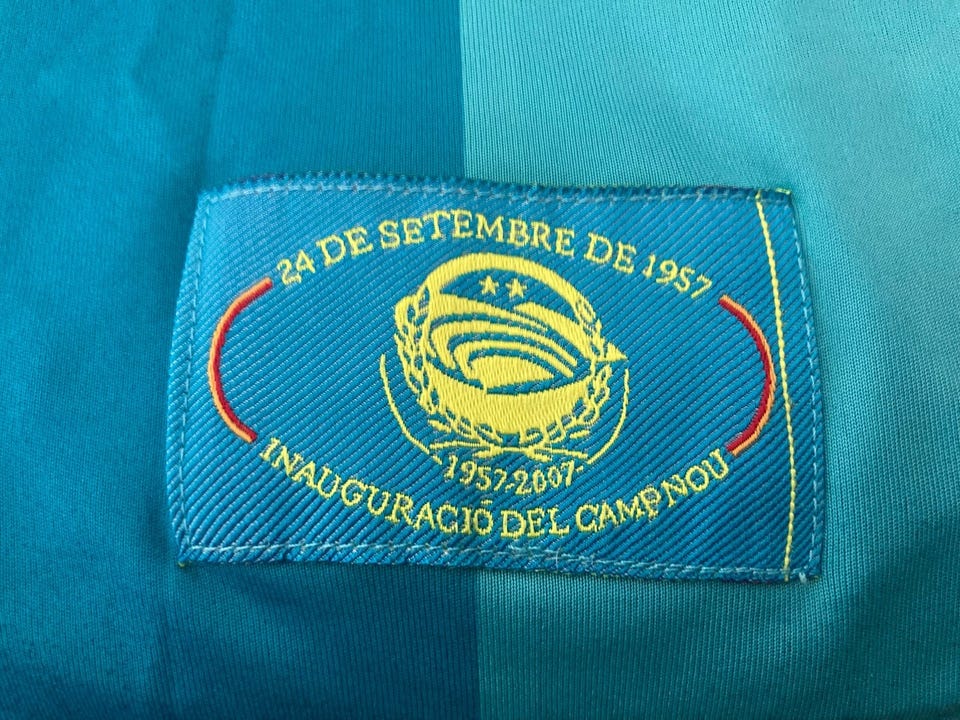 24 DE SETEMBRE DE 1957
1957-2007
INAUGURACIÓ DEL CAMP NOU